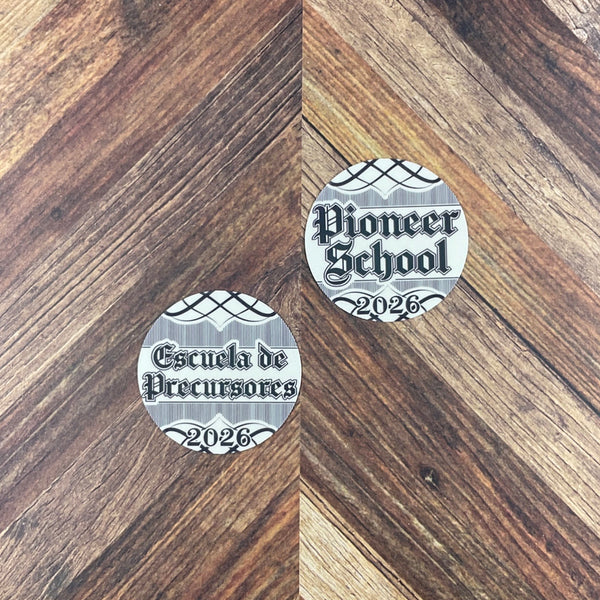 Pioneer
School
2026
Escuela de
Precursores
2026